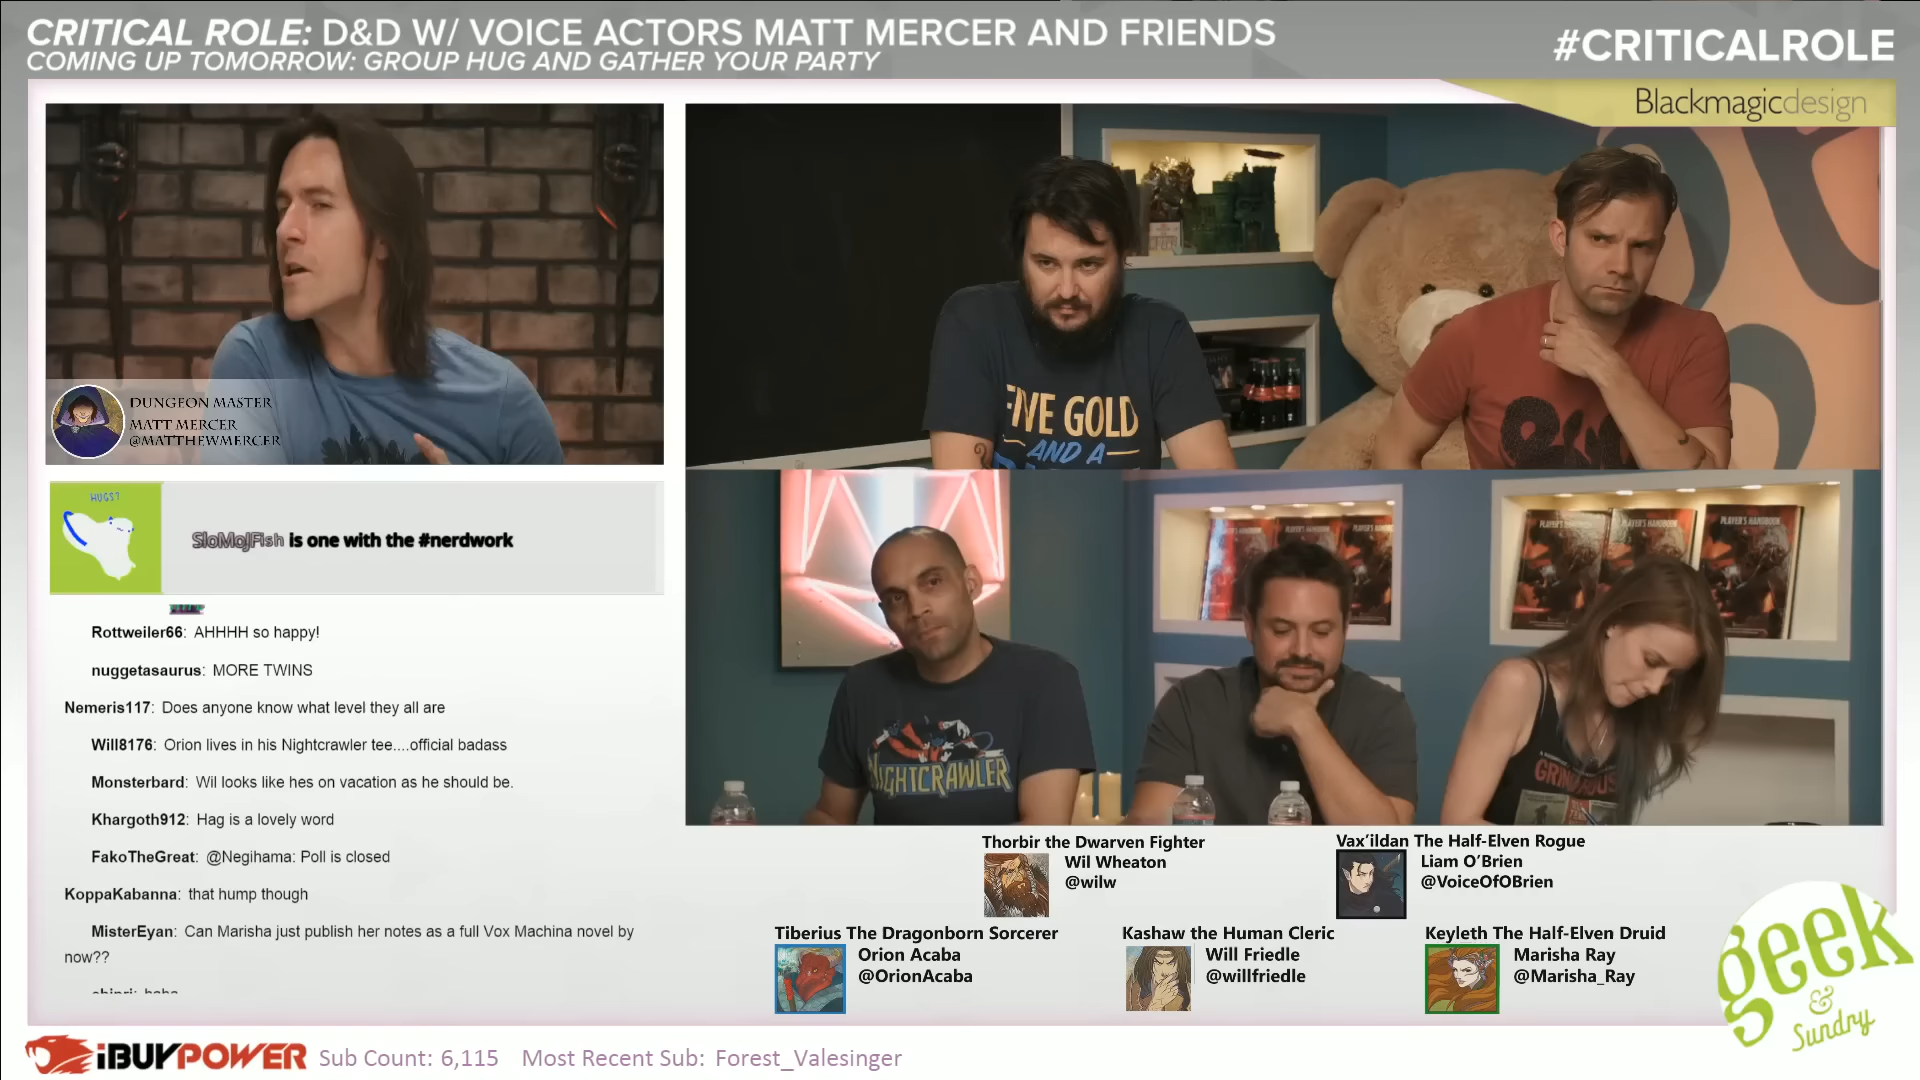 CRITICAL ROLE: D&D W/ VOICE ACTORS MATT MERCER AND FRIENDS
COMING UP TOMORROW: GROUP HUG AND GATHER YOUR PARTY
#CRITICALROLE
Blackmagicdesign
DUNGEON MASTER
MATT MERCER
@MATTHEWMERCER
FIVE GOLD
AND A
HUGS?
SloMoJFish is one with the #nerdwork
PLAYER'S HANDBOOK
PLAYER'S HANDBOOK
PLAYER'S HANDBOOK
NIGHTCRAWLER
Rottweiler66: AHHHH so happy!
nuggetasaurus: MORE TWINS
Nemeris117: Does anyone know what level they all are
Will8176: Orion lives in his Nightcrawler tee....official badass
Monsterbard: Wil looks like hes on vacation as he should be.
Khargoth912: Hag is a lovely word
FakoTheGreat: @Negihama: Poll is closed
KoppaKabanna: that hump though
MisterEyan: Can Marisha just publish her notes as a full Vox Machina novel by
now??
Thorbir the Dwarven Fighter
Wil Wheaton
@wilw
Vax'ildan The Half-Elven Rogue
Liam O'Brien
@VoiceOfOBrien
Tiberius The Dragonborn Sorcerer
Orion Acaba
@OrionAcaba
Kashaw the Human Cleric
Will Friedle
@willfriedle
Keyleth The Half-Elven Druid
Marisha Ray
@Marisha_Ray
geek
&
Sundry
iBUYPOWER
Sub Count: 6,115 Most Recent Sub: Forest_Valesinger